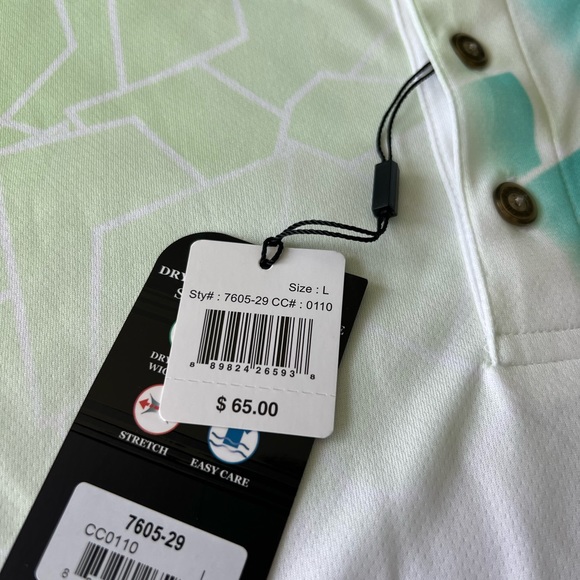 Size : L
Sty# : 7605-29 CC# : 0110
8 89824 26593 8
$ 65.00
DRY
STRETCH
EASY CARE
7605-29
CC0110
L
8